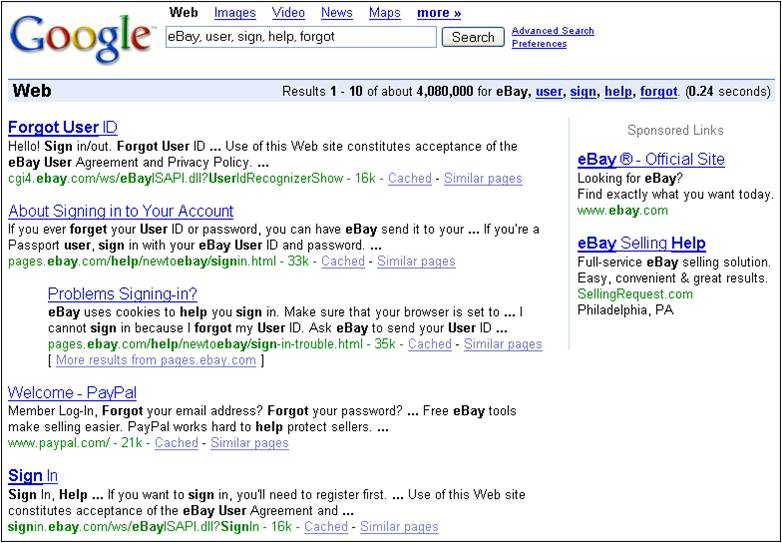 Web Images Video News Maps more »
Google™
eBay, user, sign, help, forgot
Search
Advanced Search
Preferences
Web
Results 1 - 10 of about 4,080,000 for eBay, user, sign, help, forgot. (0.24 seconds)
Forgot User ID
Hello! Sign in/out. Forgot User ID ... Use of this Web site constitutes acceptance of the
eBay User Agreement and Privacy Policy. ...
cgi4.ebay.com/ws/eBayISAPI.dll?UserIdRecognizerShow - 16k - Cached - Similar pages
About Signing in to Your Account
If you ever forget your User ID or password, you can have eBay send it to your ... If you're a
Passport user, sign in with your eBay User ID and password. ...
pages.ebay.com/help/newtoebay/signin.html - 33k - Cached - Similar pages
Problems Signing-in?
eBay uses cookies to help you sign in. Make sure that your browser is set to ... I
cannot sign in because I forgot my User ID. Ask eBay to send your User ID ...
pages.ebay.com/help/newtoebay/sign-in-trouble.html - 35k - Cached - Similar pages
[ More results from pages.ebay.com ]
Welcome - PayPal
Member Log-In, Forgot your email address? Forgot your password? ... Free eBay tools
make selling easier. PayPal works hard to help protect sellers. ...
www.paypal.com/ - 21k - Cached - Similar pages
Sign In
Sign In, Help ... If you want to sign in, you'll need to register first. ... Use of this Web site
constitutes acceptance of the eBay User Agreement and ...
signin.ebay.com/ws/eBayISAPI.dll?SignIn - 16k - Cached - Similar pages
Sponsored Links
eBay ® - Official Site
Looking for eBay?
Find exactly what you want today.
www.ebay.com
eBay Selling Help
Full-service eBay selling solution.
Easy, convenient & great results.
SellingRequest.com
Philadelphia, PA